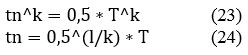 tn^k = 0,5 * T^k (23)
tn = 0,5^(l/k) * T (24)